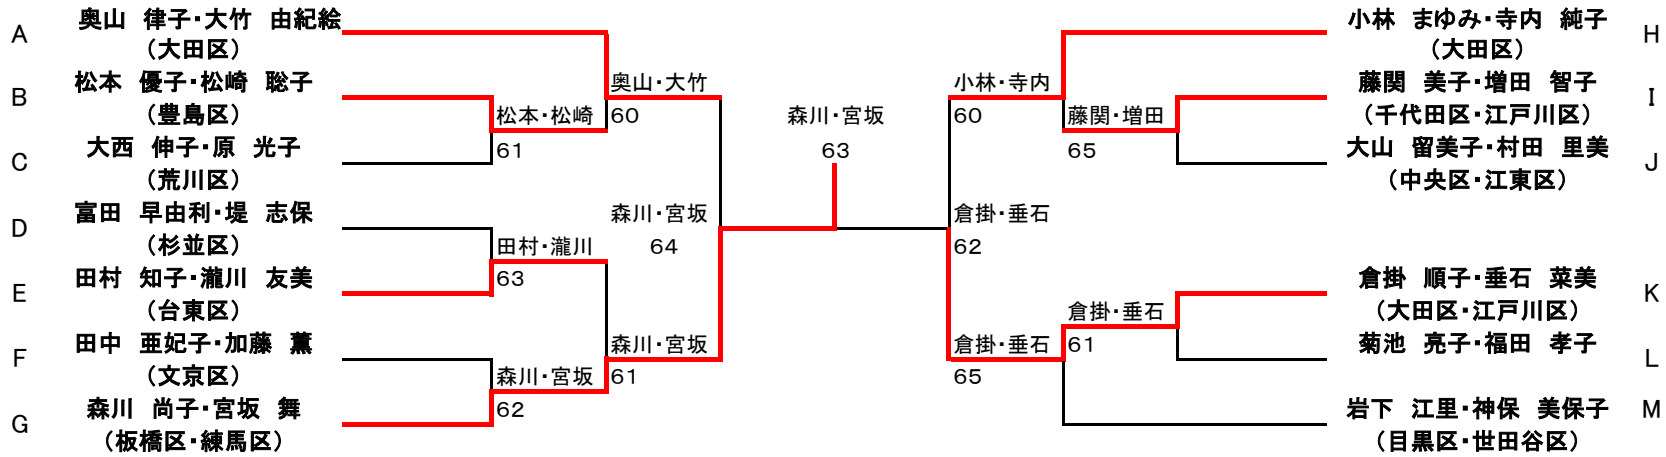 A
奥山　律子・大竹　由紀絵
（大田区）
B
松本　優子・松崎　聡子
（豊島区）
C
大西　伸子・原　光子
（荒川区）
D
富田　早由利・堤　志保
（杉並区）
E
田村　知子・瀧川　友美
（台東区）
F
田中　亜妃子・加藤　薫
（文京区）
G
森川　尚子・宮坂　舞
（板橋区・練馬区）
松本・松崎
61
田村・瀧川
63
森川・宮坂
62
奥山・大竹
60
森川・宮坂
61
森川・宮坂
64
森川・宮坂
63
小林・寺内
60
倉掛・垂石
62
倉掛・垂石
65
藤関・増田
65
倉掛・垂石
61
小林　まゆみ・寺内　純子
（大田区）
H
藤関　美子・増田　智子
（千代田区・江戸川区）
I
大山　留美子・村田　里美
（中央区・江東区）
J
倉掛　順子・垂石　菜美
（大田区・江戸川区）
K
菊池　亮子・福田　孝子
L
岩下　江里・神保　美保子
（目黒区・世田谷区）
M